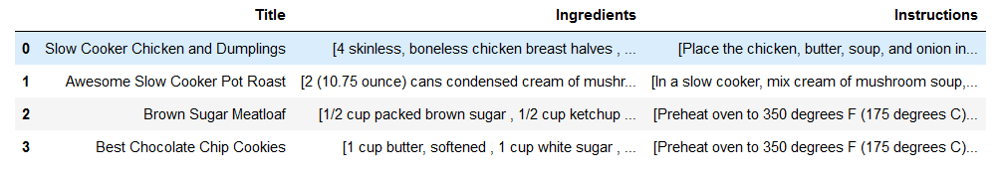 Title Ingredients Instructions
0 Slow Cooker Chicken and Dumplings [4 skinless, boneless chicken breast halves , ... [Place the chicken, butter, soup, and onion in...
1 Awesome Slow Cooker Pot Roast [2 (10.75 ounce) cans condensed cream of mushr... [In a slow cooker, mix cream of mushroom soup,...
2 Brown Sugar Meatloaf [1/2 cup packed brown sugar , 1/2 cup ketchup ... [Preheat oven to 350 degrees F (175 degrees C)...
3 Best Chocolate Chip Cookies [1 cup butter, softened , 1 cup white sugar , ... [Preheat oven to 350 degrees F (175 degrees C)...